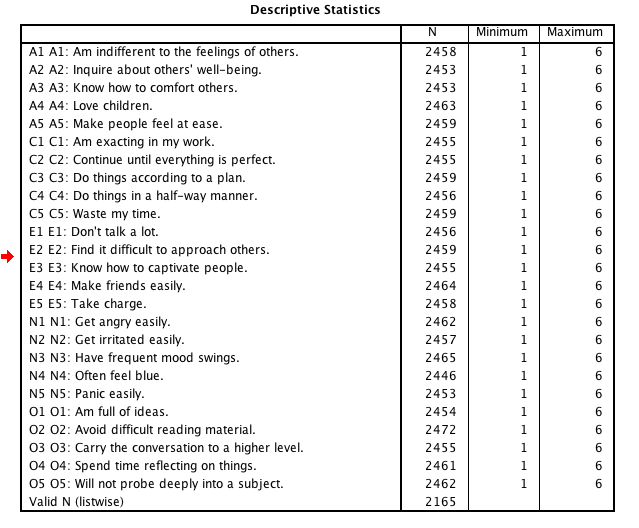 Descriptive Statistics
N Minimum Maximum
A1 A1: Am indifferent to the feelings of others. 2458 1 6
A2 A2: Inquire about others' well-being. 2453 1 6
A3 A3: Know how to comfort others. 2453 1 6
A4 A4: Love children. 2463 1 6
A5 A5: Make people feel at ease. 2459 1 6
C1 C1: Am exacting in my work. 2455 1 6
C2 C2: Continue until everything is perfect. 2455 1 6
C3 C3: Do things according to a plan. 2459 1 6
C4 C4: Do things in a half-way manner. 2456 1 6
C5 C5: Waste my time. 2459 1 6
E1 E1: Don't talk a lot. 2456 1 6
E2 E2: Find it difficult to approach others. 2459 1 6
E3 E3: Know how to captivate people. 2455 1 6
E4 E4: Make friends easily. 2464 1 6
E5 E5: Take charge. 2458 1 6
N1 N1: Get angry easily. 2462 1 6
N2 N2: Get irritated easily. 2457 1 6
N3 N3: Have frequent mood swings. 2465 1 6
N4 N4: Often feel blue. 2446 1 6
N5 N5: Panic easily. 2453 1 6
O1 O1: Am full of ideas. 2454 1 6
O2 O2: Avoid difficult reading material. 2472 1 6
O3 O3: Carry the conversation to a higher level. 2455 1 6
O4 O4: Spend time reflecting on things. 2461 1 6
O5 O5: Will not probe deeply into a subject. 2462 1 6
Valid N (listwise) 2165